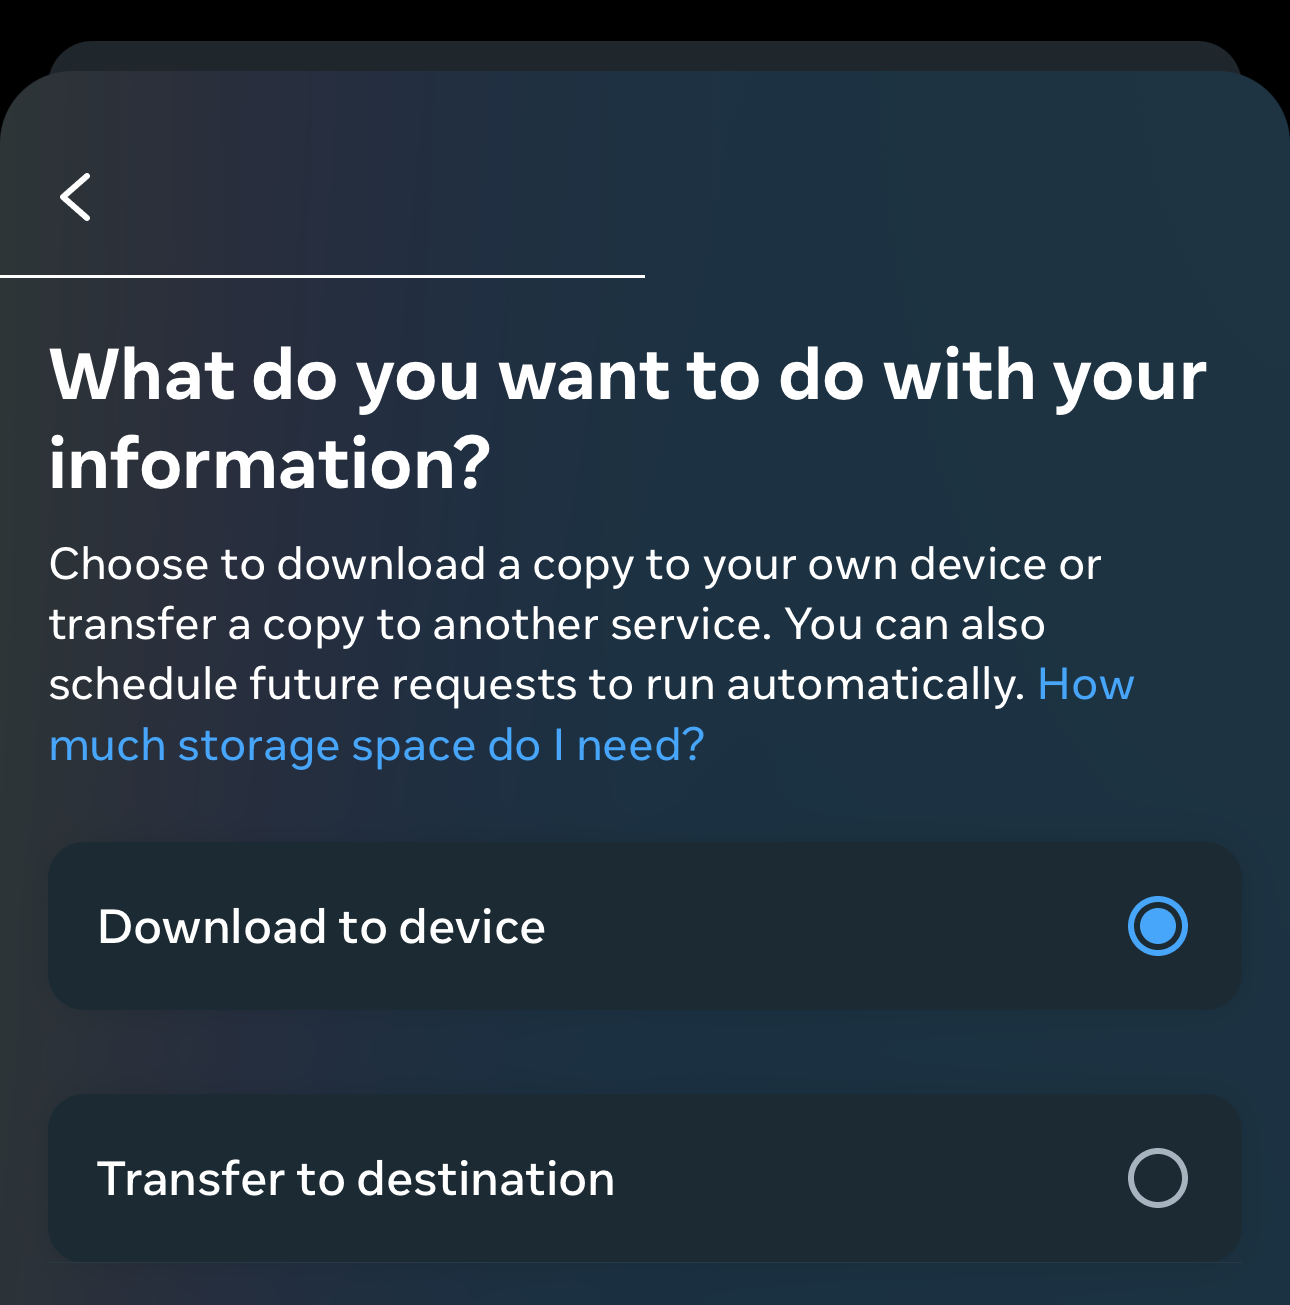 What do you want to do with your
information?
Choose to download a copy to your own device or
transfer a copy to another service. You can also
schedule future requests to run automatically. How
much storage space do I need?
Download to device
Transfer to destination